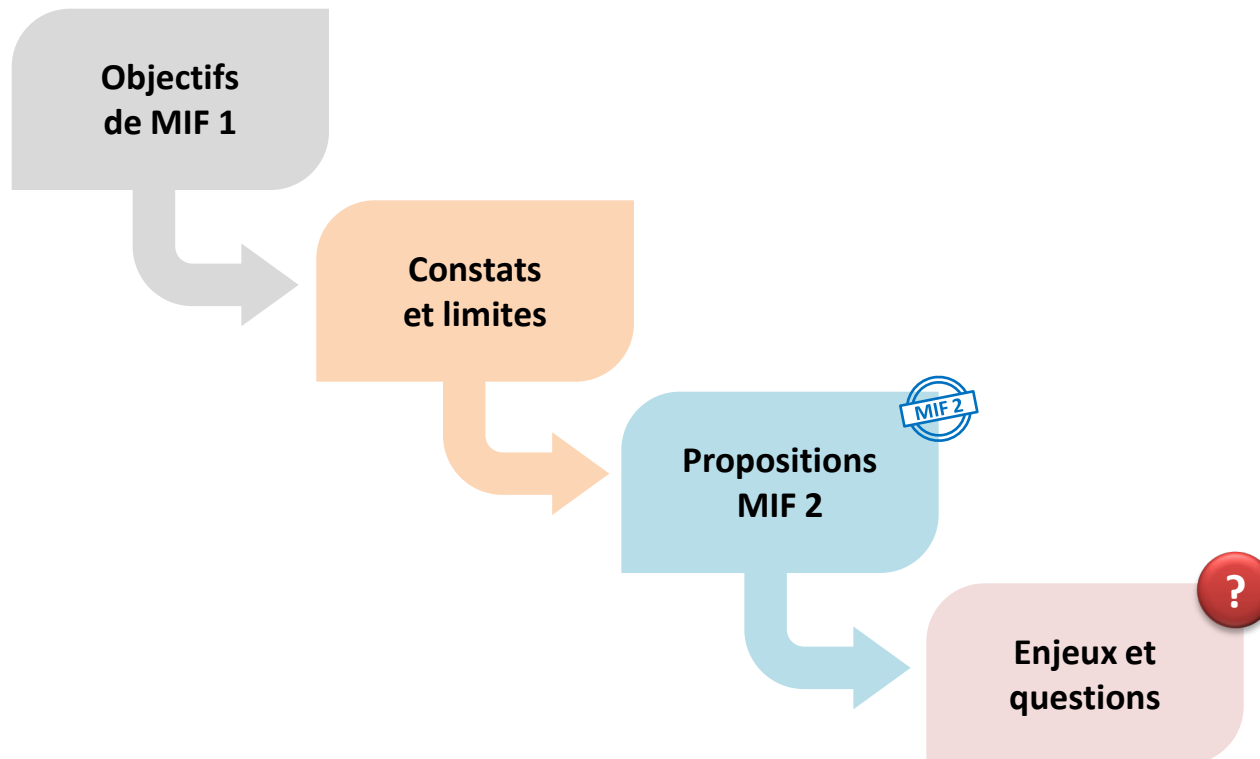 Objectifs
de MIF 1
Constats
et limites
MIF 2
Propositions
MIF 2
?
Enjeux et
questions